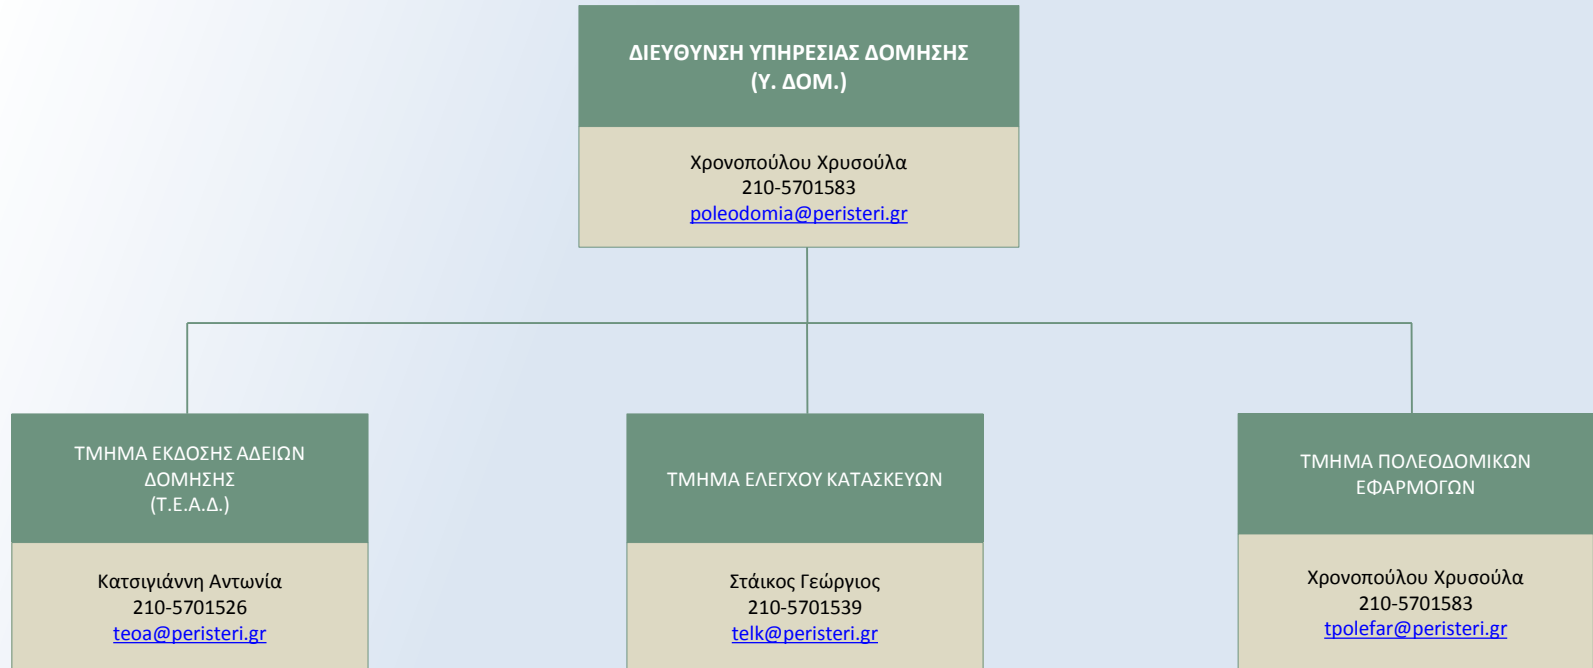 ΔΙΕΥΘΥΝΣΗ ΥΠΗΡΕΣΙΑΣ ΔΟΜΗΣΗΣ
(Υ. ΔΟΜ.)
Χρονοπούλου Χρυσούλα
210-5701583
poleodomia@peristeri.gr
ΤΜΗΜΑ ΕΚΔΟΣΗΣ ΑΔΕΙΩΝ
ΔΟΜΗΣΗΣ
(Τ.Ε.Α.Δ.)
Κατσιγιάννη Αντωνία
210-5701526
teoa@peristeri.gr
ΤΜΗΜΑ ΕΛΕΓΧΟΥ ΚΑΤΑΣΚΕΥΩΝ
Στάικος Γεώργιος
210-5701539
telk@peristeri.gr
ΤΜΗΜΑ ΠΟΛΕΟΔΟΜΙΚΩΝ
ΕΦΑΡΜΟΓΩΝ
Χρονοπούλου Χρυσούλα
210-5701583
tpolefar@peristeri.gr